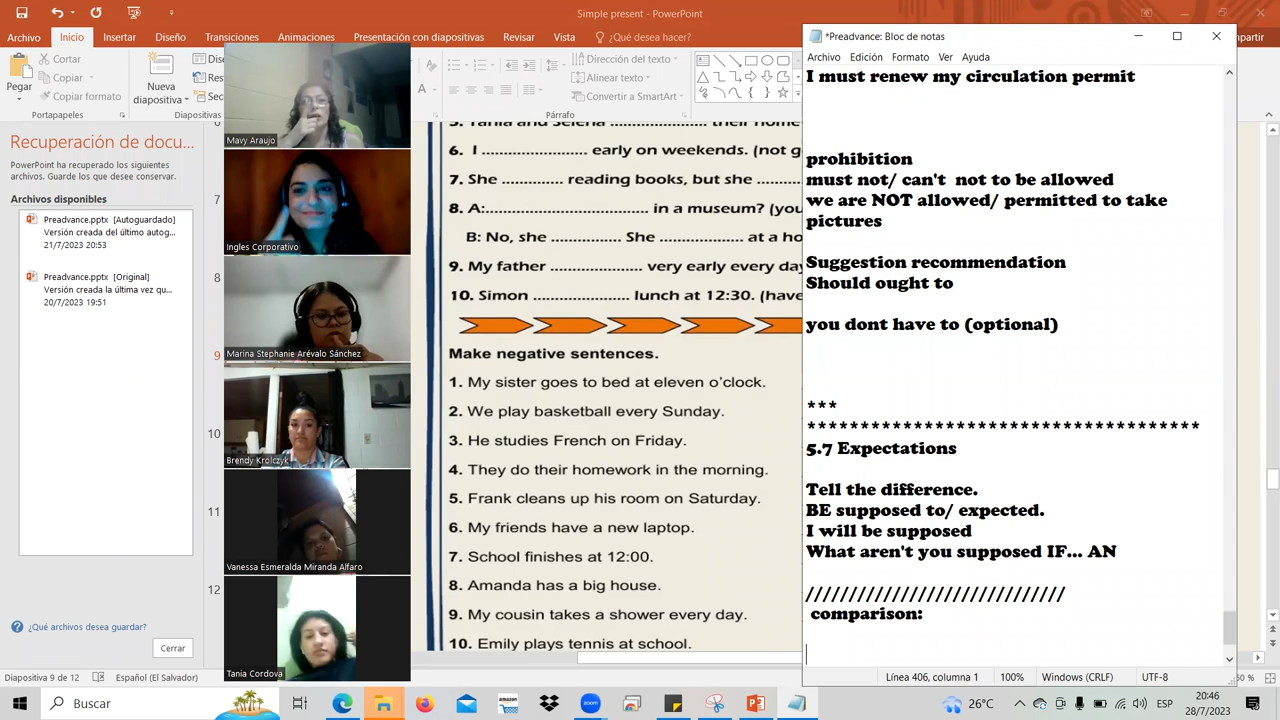 Preadvance.pptx [Autoguardado] - PowerPoint
*Preadvance: Bloc de notas
Archivo
Inicio
Insertar
Diseño
Transiciones
Animaciones
Presentación con diapositivas
Revisar
Vista
¿Qué desea hacer?
mpartir
Archivo Edición Formato Ver Ayuda
Pegar
Cortar
Copiar
Copiar formato
Portapapeles
Nueva
diapositiva
Diapositivas
Dirección del texto
Alinear texto
Convertir a SmartArt
Párrafo
Recuperación de docu...
PowerPoint ha recuperado los siguientes
archivos. Guarde los que desee conservar.
Archivos disponibles
Preadvance.pptx [Autoguardado]
Versión creada del último autog...
21/7/2023 20:53
Preadvance.pptx [Original]
Versión creada la última vez qu...
20/7/2023 19:51
¿Qué archivos desea guardar?
Cerrar
6
7
8
9
10
11
12
Mavy Araujo
Ingles Corporativo
Marina Stephanie Arévalo Sánchez
Brendy Krolczyk
Vanessa Esmeralda Miranda Alfaro
Tania Cordova
5. Tania and Selena .................. their home
6. I ...................... early on weekends. (not g
7. She ............ reading books, but she ........
8. A:........................... in a museum? (you
B: No, she .............. She ................ at a ho
9. My father .................. very early every day
10. Simon ................... lunch at 12:30. (have
Make negative sentences.
1. My sister goes to bed at eleven o’clock.
2. We play basketball every Sunday.
3. He studies French on Friday.
4. They do their homework in the morning.
5. Frank cleans up his room on Saturday.
6. My friends have a new laptop.
7. School finishes at 12:00.
8. Amanda has a big house.
9. My cousin takes a shower every day.
10. Emily plays tennis at school.
I must renew my circulation permit
prohibition
must not/ can't  not to be allowed
we are NOT allowed/ permitted to take
pictures
Suggestion recommendation
Should ought to
you dont have to (optional)
***
*************************************
5.7 Expectations
Tell the difference.
BE supposed to/ expected.
I will be supposed
What aren't you supposed IF... AN
/////////////////////////////
comparison:
Línea 406, columna 1
100%
Windows (CRLF)
UTF-8
Diapositiva 9 de 12
Español (El Salvador)
50 %
Buscar
zoom
26°C
ESP
20:46
28/7/2023